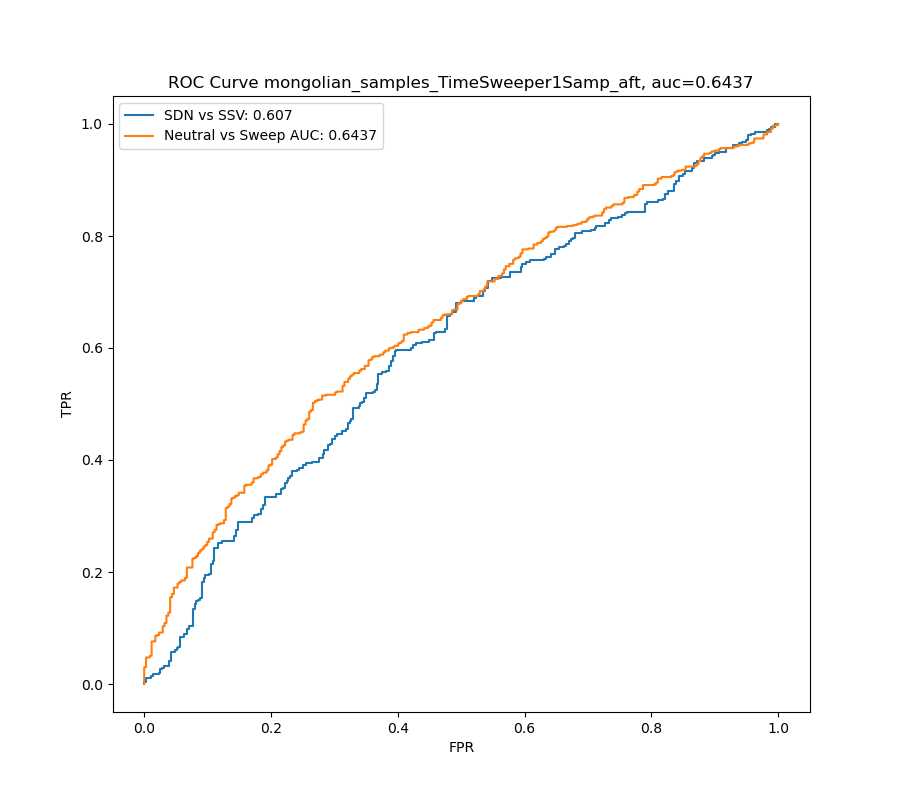 ROC Curve mongolian_samples_TimeSweeper1Samp_aft, auc=0.6437
SDN vs SSV: 0.607
Neutral vs Sweep AUC: 0.6437
1.0
0.8
0.6
0.4
0.2
0.0
TPR
0.0 0.2 0.4 0.6 0.8 1.0
FPR